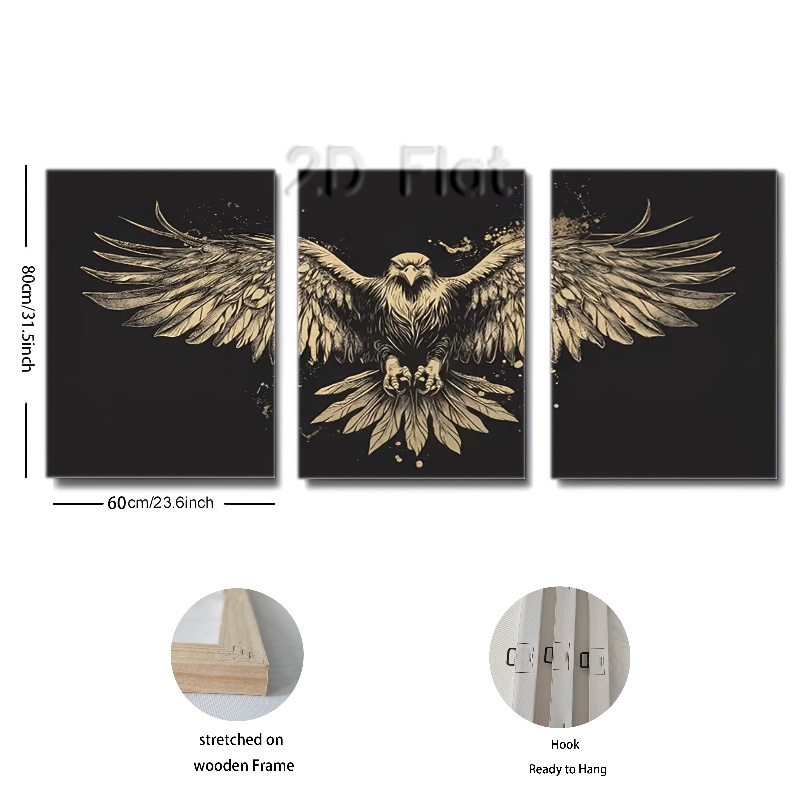 2D Flat
80cm/31.5inch
60cm/23.6inch
stretched on
wooden Frame
Hook
Ready to Hang